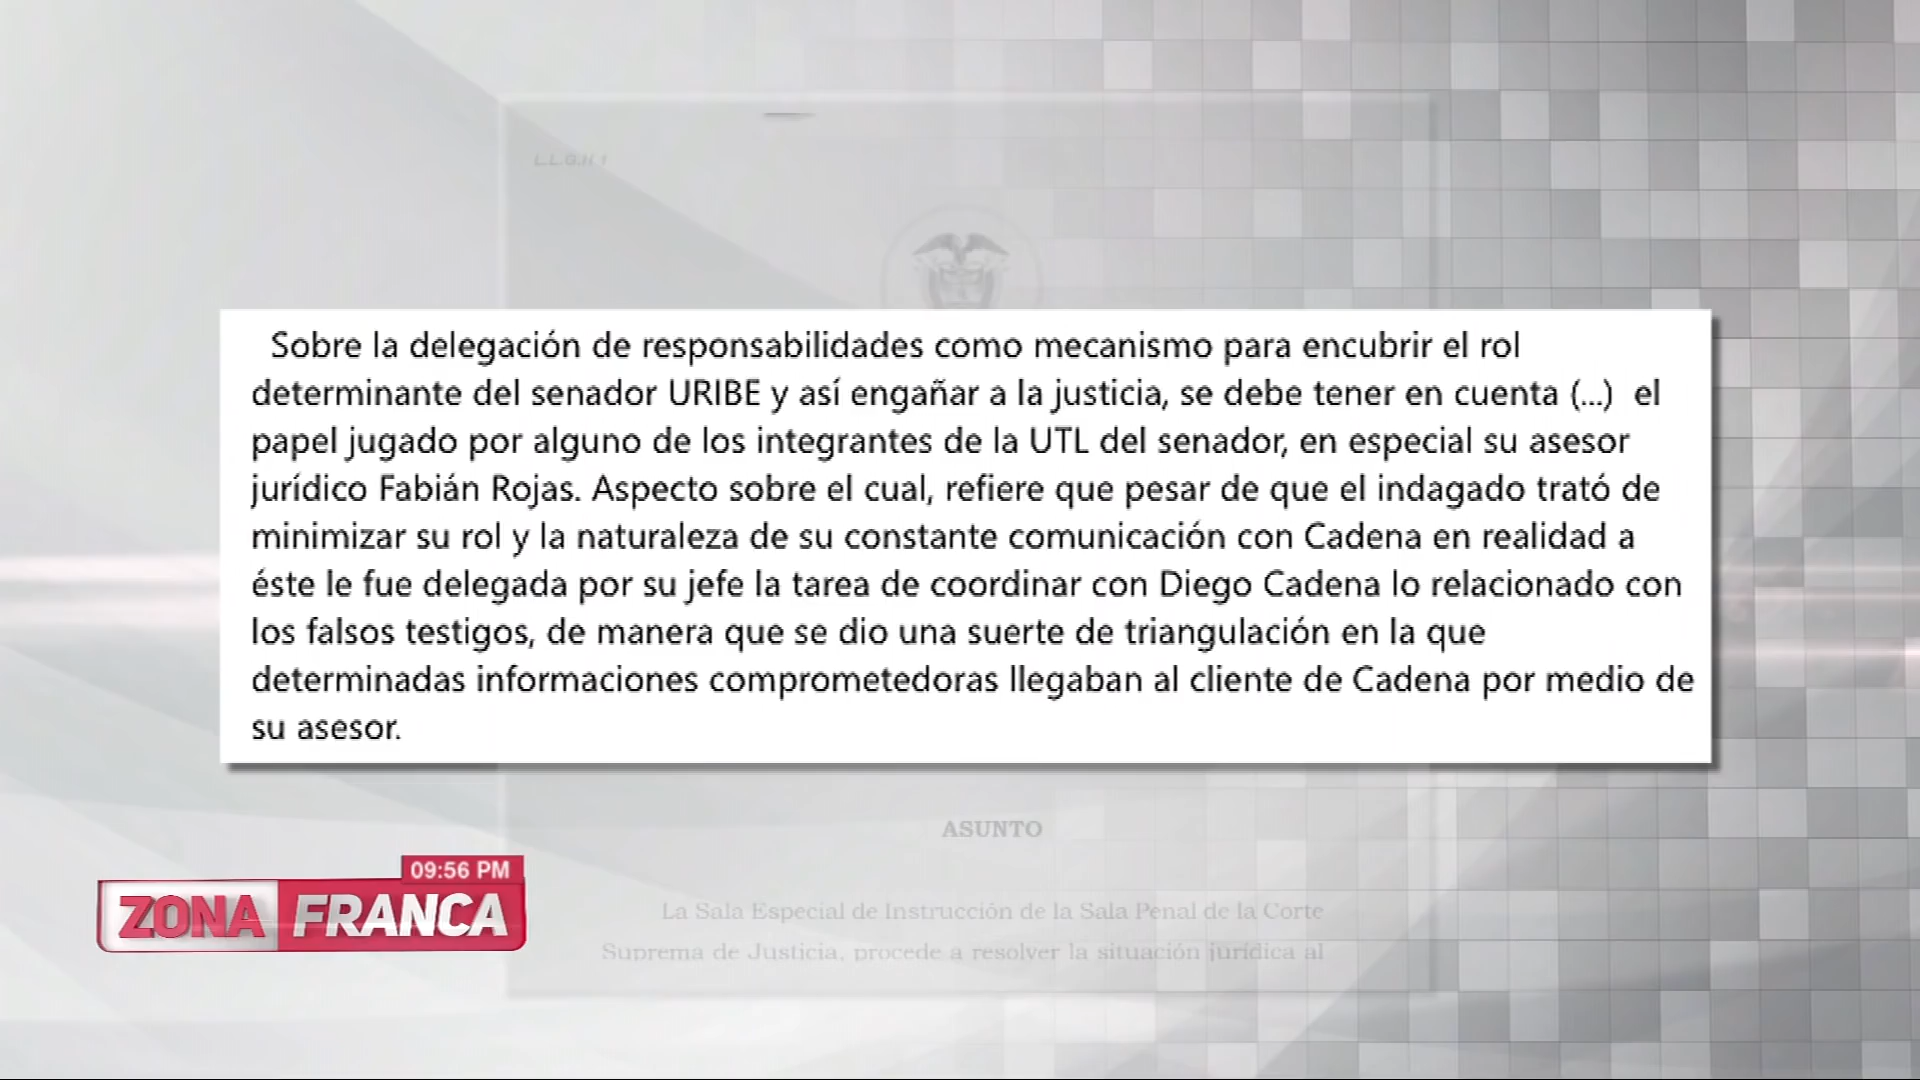 L.L.G.H 1
Sobre la delegación de responsabilidades como mecanismo para encubrir el rol
determinante del senador URIBE y así engañar a la justicia, se debe tener en cuenta (...) el
papel jugado por alguno de los integrantes de la UTL del senador, en especial su asesor
jurídico Fabián Rojas. Aspecto sobre el cual, refiere que pesar de que el indagado trató de
minimizar su rol y la naturaleza de su constante comunicación con Cadena en realidad a
éste le fue delegada por su jefe la tarea de coordinar con Diego Cadena lo relacionado con
los falsos testigos, de manera que se dio una suerte de triangulación en la que
determinadas informaciones comprometedoras llegaban al cliente de Cadena por medio de
su asesor.
ASUNTO
La Sala Especial de Instrucción de la Sala Penal de la Corte
Suprema de Justicia, procede a resolver la situación jurídica al
09:56 PM
ZONA FRANCA